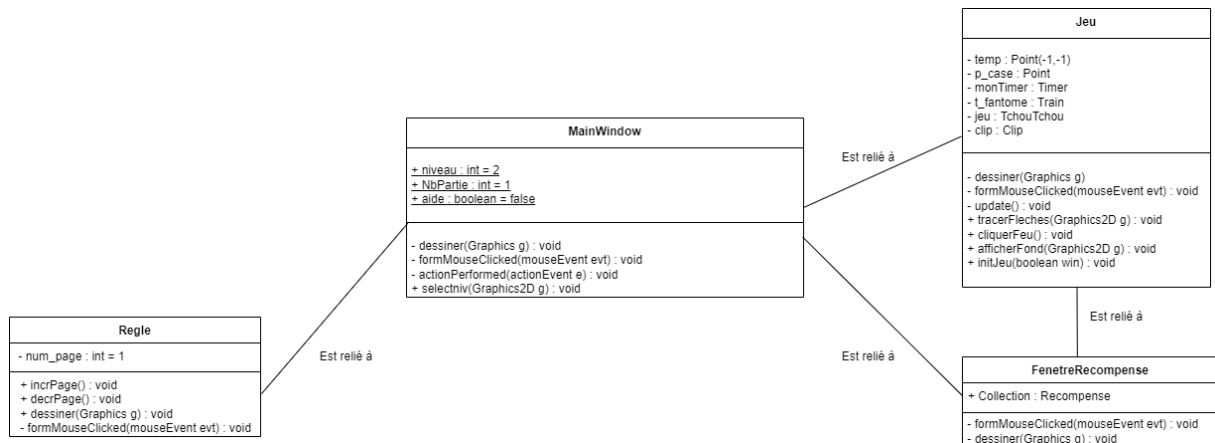 Jeu
- temp : Point(-1,-1)
- p_case : Point
- monTimer : Timer
- t_fantome : Train
- jeu : TchouTchou
- clip : Clip
- dessiner(Graphics g)
- formMouseClicked(mouseEvent evt) : void
- update() : void
+ tracerFleches(Graphics2D g) : void
+ cliquerFeu() : void
+ afficherFond(Graphics2D g) : void
+ initJeu(boolean win) : void
MainWindow
+ niveau : int = 2
+ NbPartie : int = 1
+ aide : boolean = false
- dessiner(Graphics g) : void
- formMouseClicked(mouseEvent evt) : void
- actionPerformed(actionEvent e) : void
+ selectniv(Graphics2D g) : void
Est relié à
Est relié à
Est relié à
Est relié à
Regle
- num_page : int = 1
+ incrPage() : void
+ decrPage() : void
+ dessiner(Graphics g) : void
- formMouseClicked(mouseEvent evt) : void
FenetreRecompense
+ Collection : Recompense
- formMouseClicked(mouseEvent evt) : void
- dessiner(Graphics g) : void